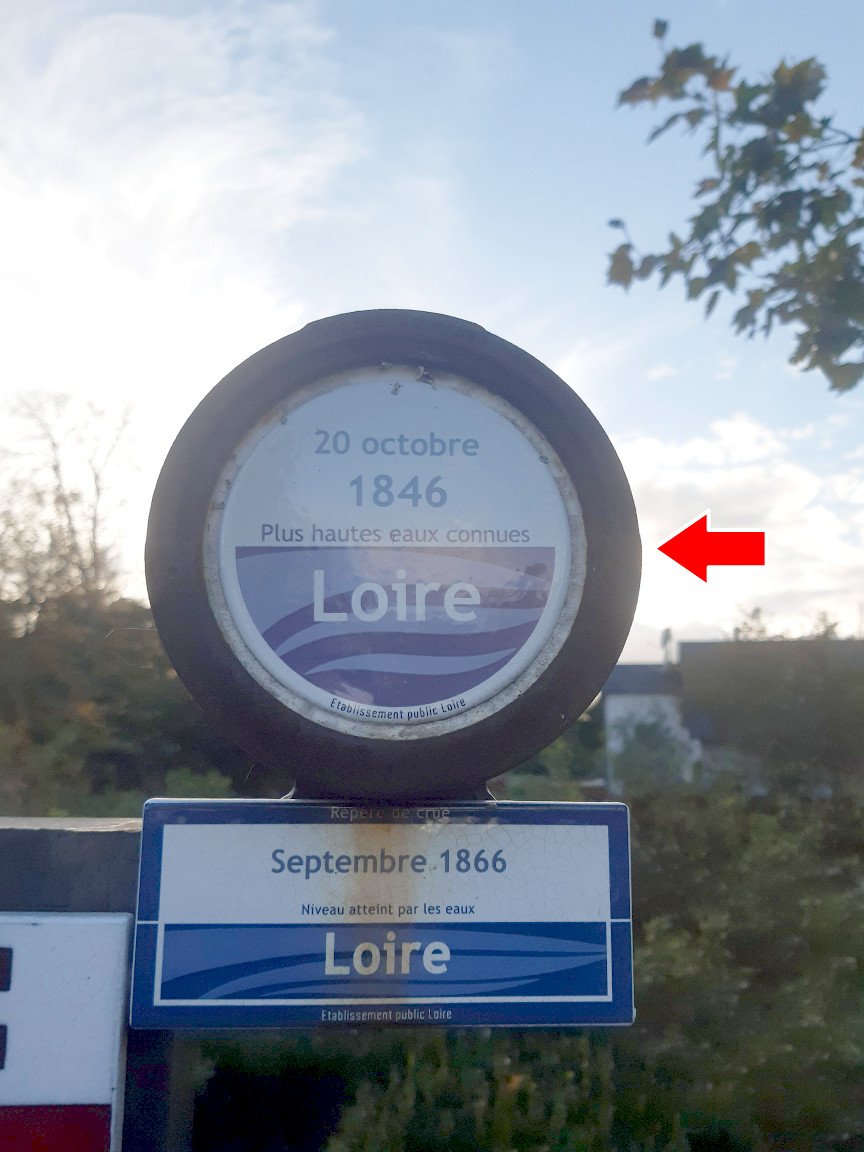 20 octobre
1846
Plus hautes eaux connues
Loire
Etablissement public Loire
Repère de crue
Septembre 1866
Niveau atteint par les eaux
Loire
Etablissement public Loire